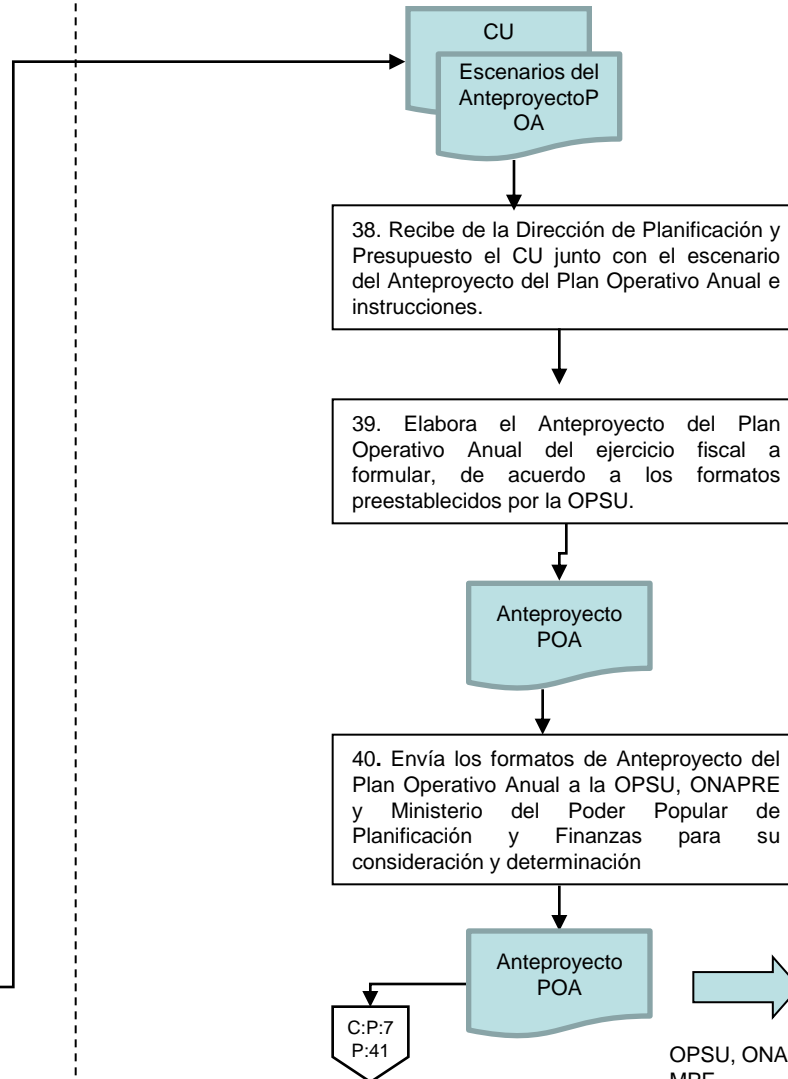 CU
Escenarios del
AnteproyectoP
OA
38. Recibe de la Dirección de Planificación y
Presupuesto el CU junto con el escenario
del Anteproyecto del Plan Operativo Anual e
instrucciones.
39. Elabora el Anteproyecto del Plan
Operativo Anual del ejercicio fiscal a
formular, de acuerdo a los formatos
preestablecidos por la OPSU.
Anteproyecto
POA
40. Envía los formatos de Anteproyecto del
Plan Operativo Anual a la OPSU, ONAPRE
y Ministerio del Poder Popular de
Planificación y Finanzas para su
consideración y determinación
Anteproyecto
POA
C:P:7
P:41
OPSU, ONA